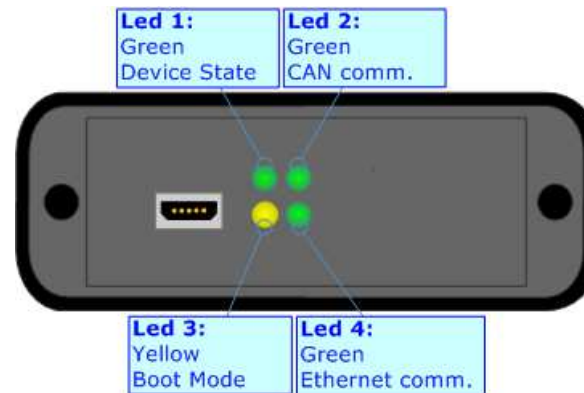 Led 1:
Green
Device State
Led 2:
Green
CAN comm.
Led 3:
Yellow
Boot Mode
Led 4:
Green
Ethernet comm.